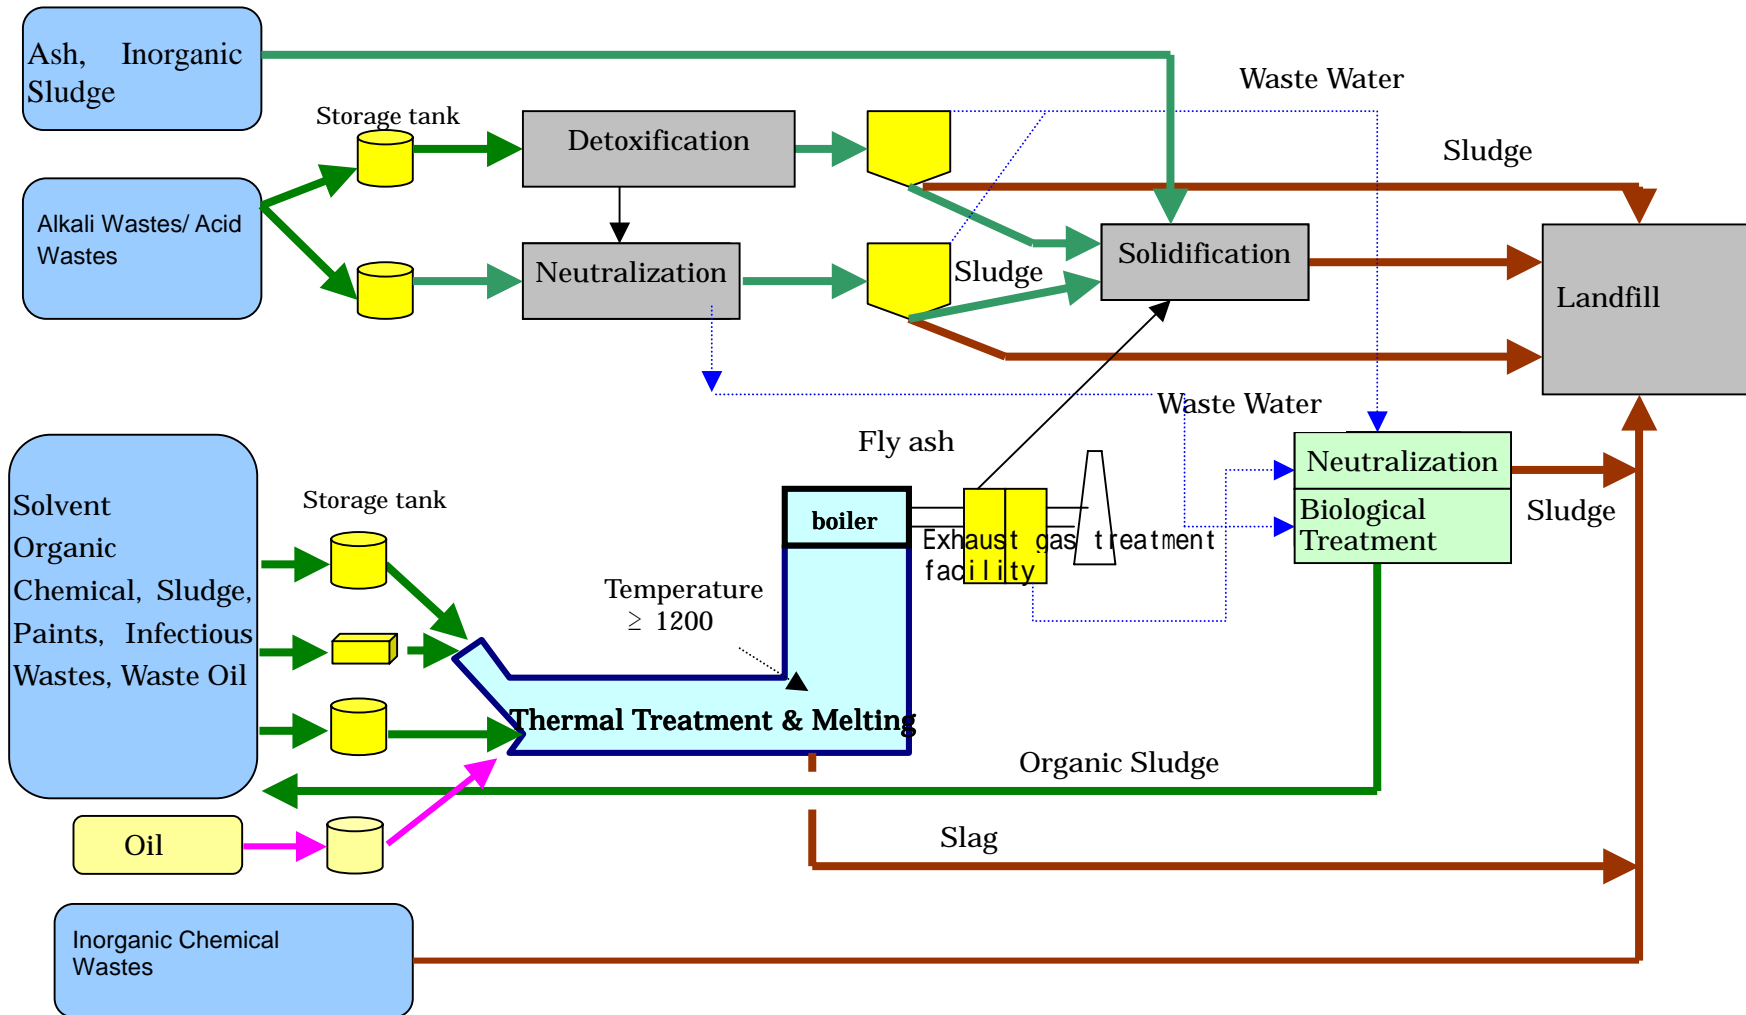 Ash, Inorganic
Sludge
Waste Water
Storage tank
Detoxification
Sludge
Alkali Wastes/ Acid
Wastes
Neutralization
Sludge
Solidification
Landfill
Waste Water
Fly ash
Neutralization
Biological
Treatment
Sludge
Solvent
Organic
Chemical, Sludge,
Paints, Infectious
Wastes, Waste Oil
Storage tank
boiler
Exhaust gas treatment
facility
Temperature
≥ 1200
Thermal Treatment & Melting
Organic Sludge
Oil
Slag
Inorganic Chemical
Wastes